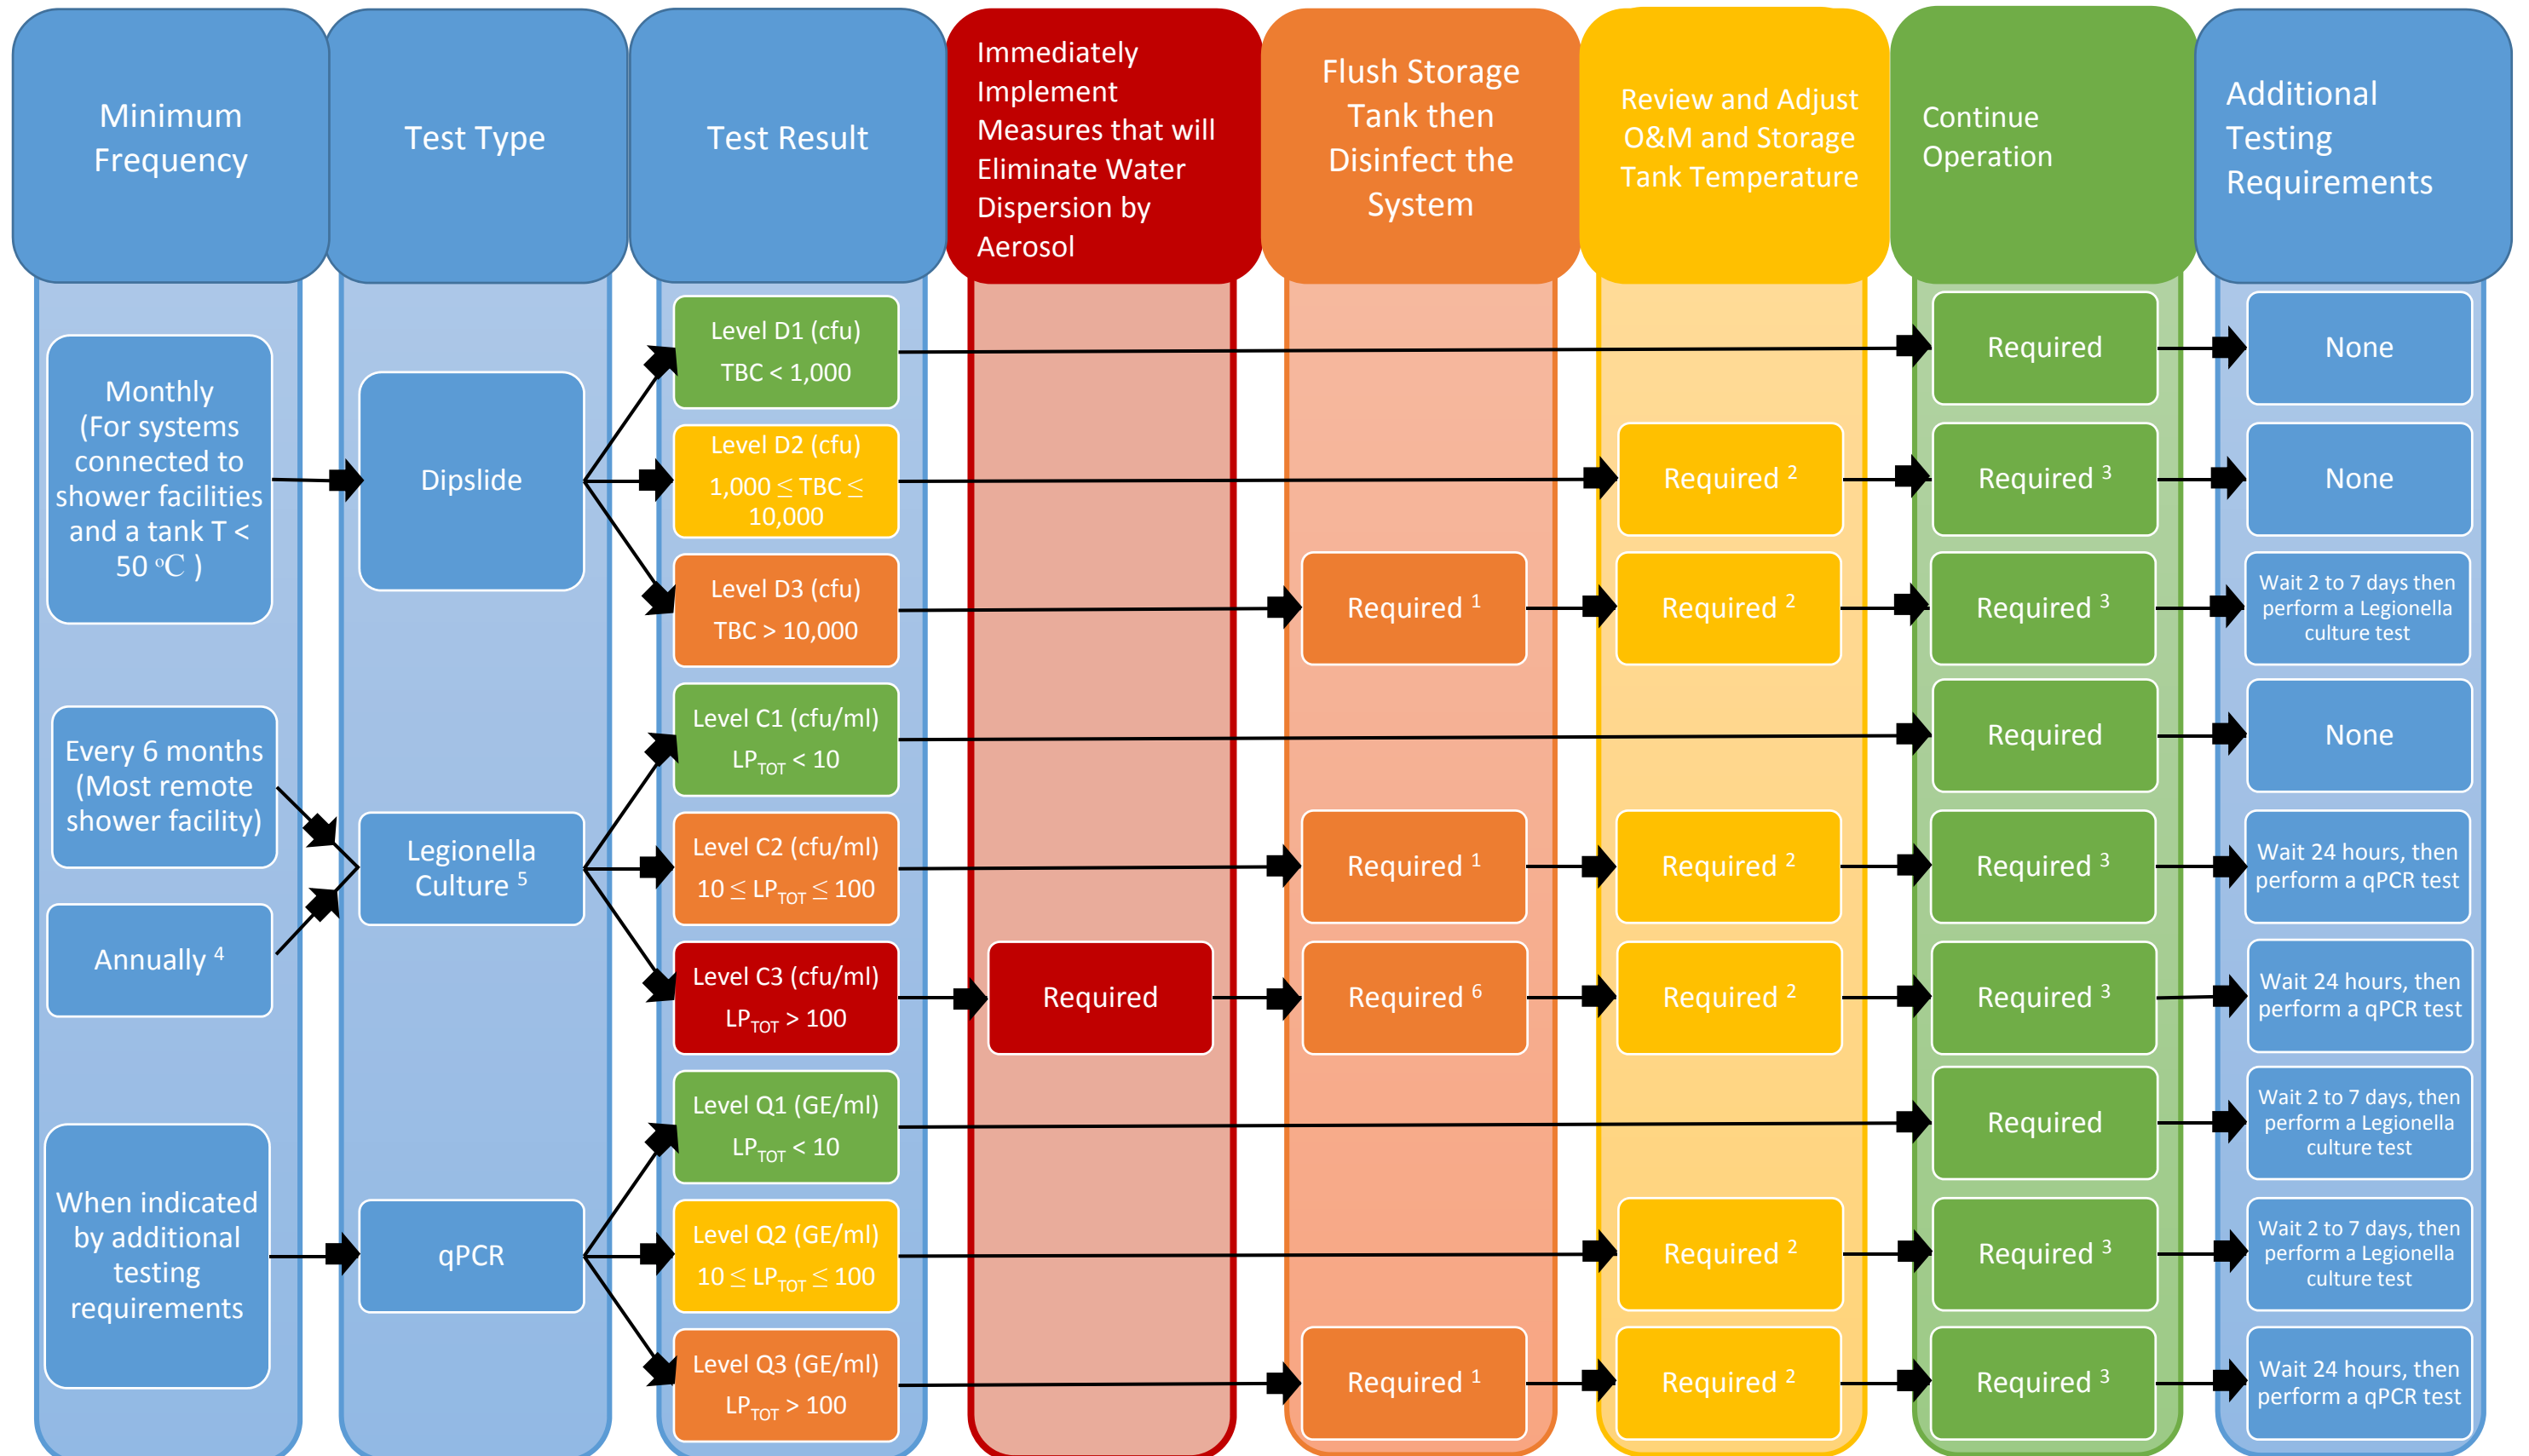 Minimum
Frequency
Test Type
Test Result
Immediately
Implement
Measures that will
Eliminate Water
Dispersion by
Aerosol
Flush Storage
Tank then
Disinfect the
System
Review and Adjust
O&M and Storage
Tank Temperature
Continue
Operation
Additional
Testing
Requirements
Monthly
(For systems
connected to
shower facilities
and a tank T <
50 ºC )
Dipslide
Level D1 (cfu)
TBC < 1,000
Required
None
Level D2 (cfu)
1,000 ≤ TBC ≤
10,000
Required ²
Required ³
None
Level D3 (cfu)
TBC > 10,000
Required ¹
Required ²
Required ³
Wait 2 to 7 days then
perform a Legionella
culture test
Every 6 months
(Most remote
shower facility)
Annually ⁴
Legionella
Culture ⁵
Level C1 (cfu/ml)
LP_TOT < 10
Required
None
Level C2 (cfu/ml)
10 ≤ LP_TOT ≤ 100
Required ¹
Required ²
Required ³
Wait 24 hours, then
perform a qPCR test
Level C3 (cfu/ml)
LP_TOT > 100
Required
Required ⁶
Required ²
Required ³
Wait 24 hours, then
perform a qPCR test
When indicated
by additional
testing
requirements
qPCR
Level Q1 (GE/ml)
LP_TOT < 10
Required
Wait 2 to 7 days, then
perform a Legionella
culture test
Level Q2 (GE/ml)
10 ≤ LP_TOT ≤ 100
Required ²
Required ³
Wait 2 to 7 days, then
perform a Legionella
culture test
Level Q3 (GE/ml)
LP_TOT > 100
Required ¹
Required ²
Required ³
Wait 24 hours, then
perform a qPCR test